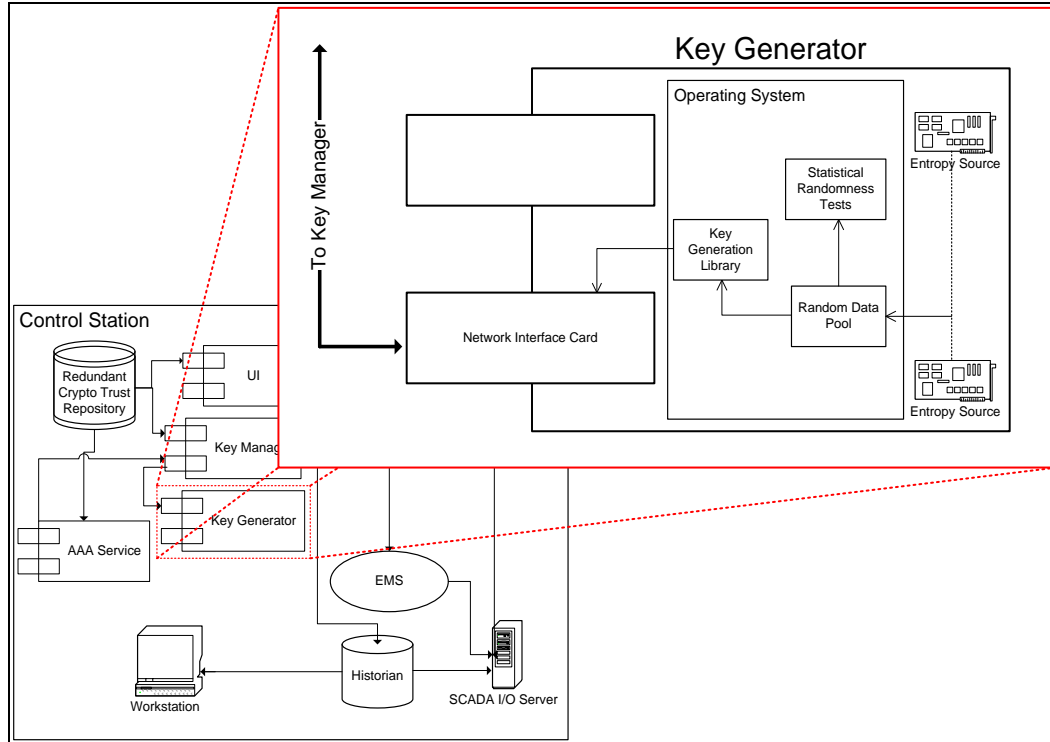 Key Generator
Operating System
Entropy Source
Statistical
Randomness
Tests
To Key Manager
Key
Generation
Library
Random Data
Pool
Network Interface Card
Entropy Source
Control Station
Redundant
Crypto Trust
Repository
UI
Key Manag
Key Generator
AAA Service
EMS
Historian
Workstation
SCADA I/O Server